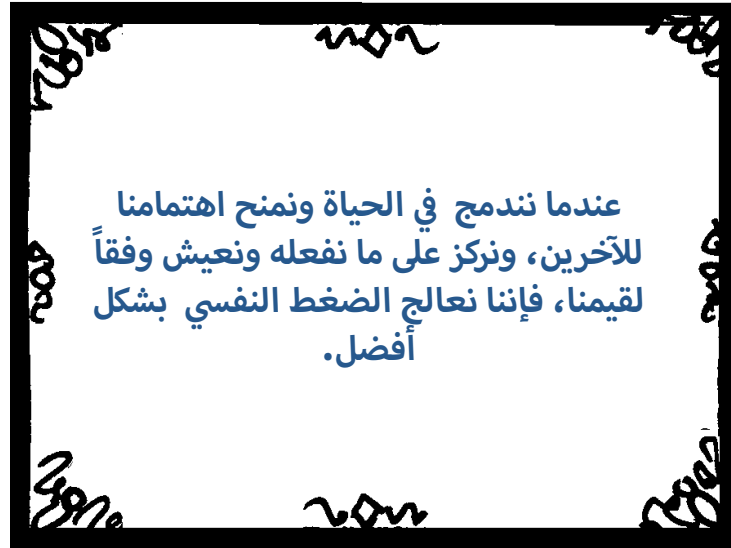 عندما نندمج في الحياة ونمنح اهتمامنا
للآخرين، ونركز على ما نفعله ونعيش وفقاً
لقيمنا، فإننا نعالج الضغط النفسي بشكل
أفضل.